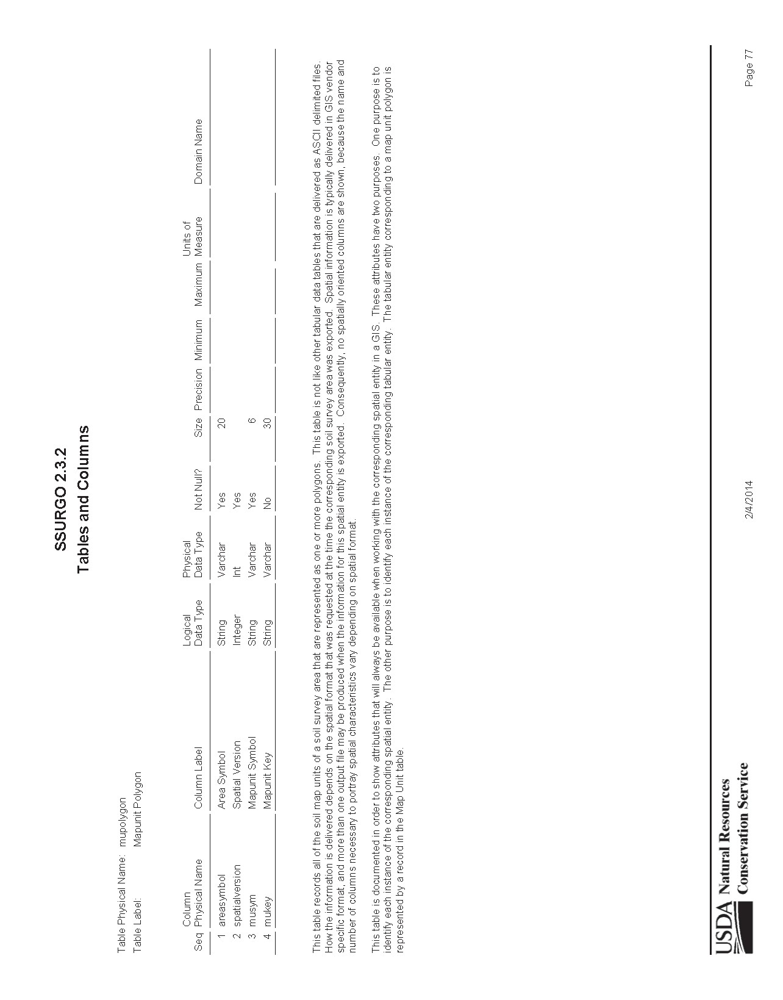 SSURGO 2.3.2
Tables and Columns
Table Physical Name: mupolygon
Table Label: Mapunit Polygon
Column Logical Physical Units of
Seq Physical Name Column Label Data Type Data Type Not Null? Size Precision Minimum Maximum Measure Domain Name
1 areasymbol Area Symbol String Varchar Yes 20
2 spatialversion Spatial Version Integer Int Yes
3 musym Mapunit Symbol String Varchar Yes 6
4 mukey Mapunit Key String Varchar No 30
This table records all of the soil map units of a soil survey area that are represented as one or more polygons. This table is not like other tabular data tables that are delivered as ASCII delimited files.
How the information is delivered depends on the spatial format that was requested at the time the corresponding soil survey area was exported. Spatial information is typically delivered in GIS vendor
specific format, and more than one output file may be produced when the information for this spatial entity is exported. Consequently, no spatially oriented columns are shown, because the name and
number of columns necessary to portray spatial characteristics vary depending on spatial format.
This table is documented in order to show attributes that will always be available when working with the corresponding spatial entity in a GIS. These attributes have two purposes. One purpose is to
identify each instance of the corresponding spatial entity. The other purpose is to identify each instance of the corresponding tabular entity. The tabular entity corresponding to a map unit polygon is
represented by a record in the Map Unit table.
USDA Natural Resources
Conservation Service
2/4/2014
Page 77